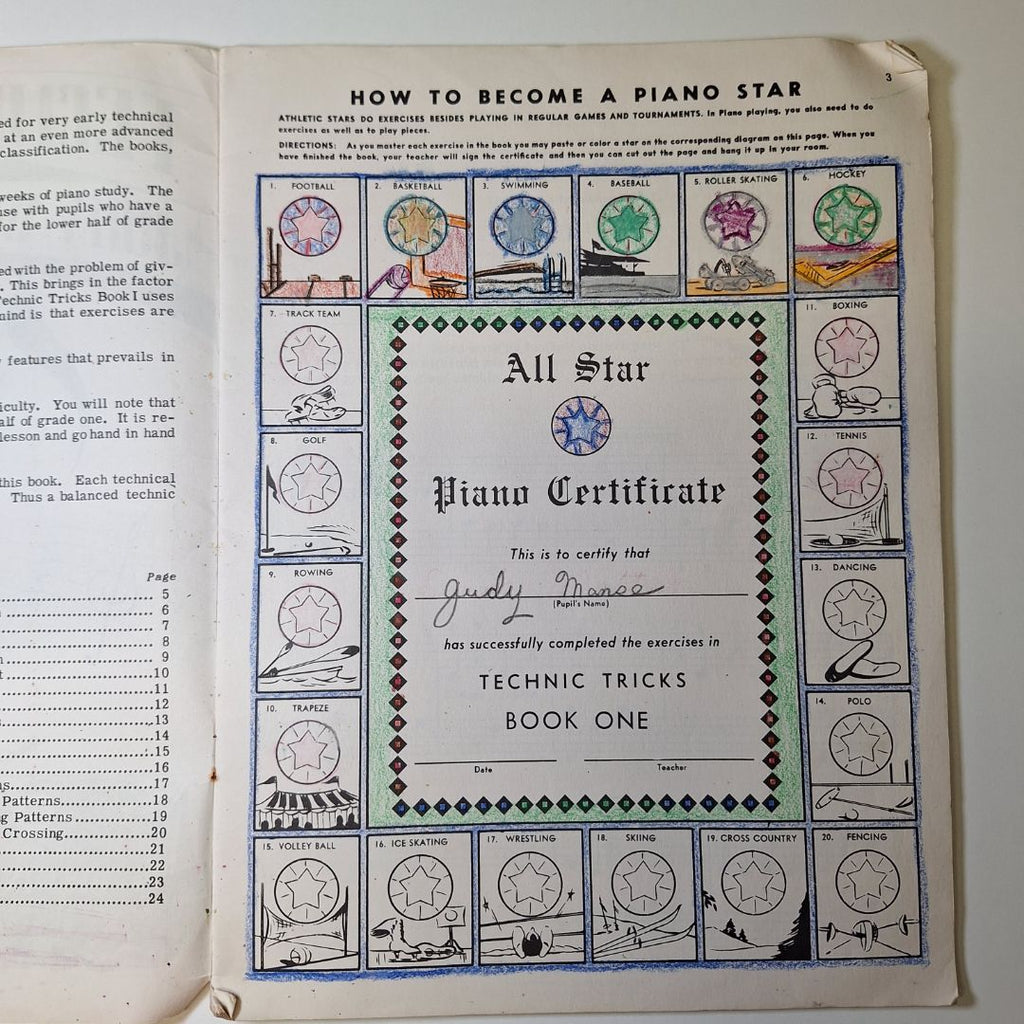 ed for very early technical
at an even more advanced
classification. The books,
weeks of piano study. The
use with pupils who have a
for the lower half of grade
ed with the problem of giv-
. This brings in the factor
Technic Tricks Book I uses
mind is that exercises are
features that prevails in
iculty. You will note that
alf of grade one. It is re-
lesson and go hand in hand
this book. Each technical
Thus a balanced technic
Page
5
6
7
8
9
10
11
12
13
14
15
16
17
Patterns 18
Patterns 19
Crossing 20
21
22
23
24
3
HOW TO BECOME A PIANO STAR
ATHLETIC STARS DO EXERCISES BESIDES PLAYING IN REGULAR GAMES AND TOURNAMENTS. In Piano playing, you also need to do
exercises as well as to play pieces.
DIRECTIONS: As you master each exercise in the book you may paste or color a star on the corresponding diagram on this page. When you
have finished the book, your teacher will sign the certificate and then you can cut out the page and hang it up in your room.
1. FOOTBALL
2. BASKETBALL
3. SWIMMING
4. BASEBALL
5. ROLLER SKATING
6. HOCKEY
7. TRACK TEAM
8. GOLF
9. ROWING
10. TRAPEZE
All Star
Piano Certificate
This is to certify that
Judy
(Pupil's Name)
has successfully completed the exercises in
TECHNIC TRICKS
BOOK ONE
Date Teacher
11. BOXING
12. TENNIS
13. DANCING
14. POLO
15. VOLLEY BALL
16. ICE SKATING
17. WRESTLING
18. SKIING
19. CROSS COUNTRY
20. FENCING